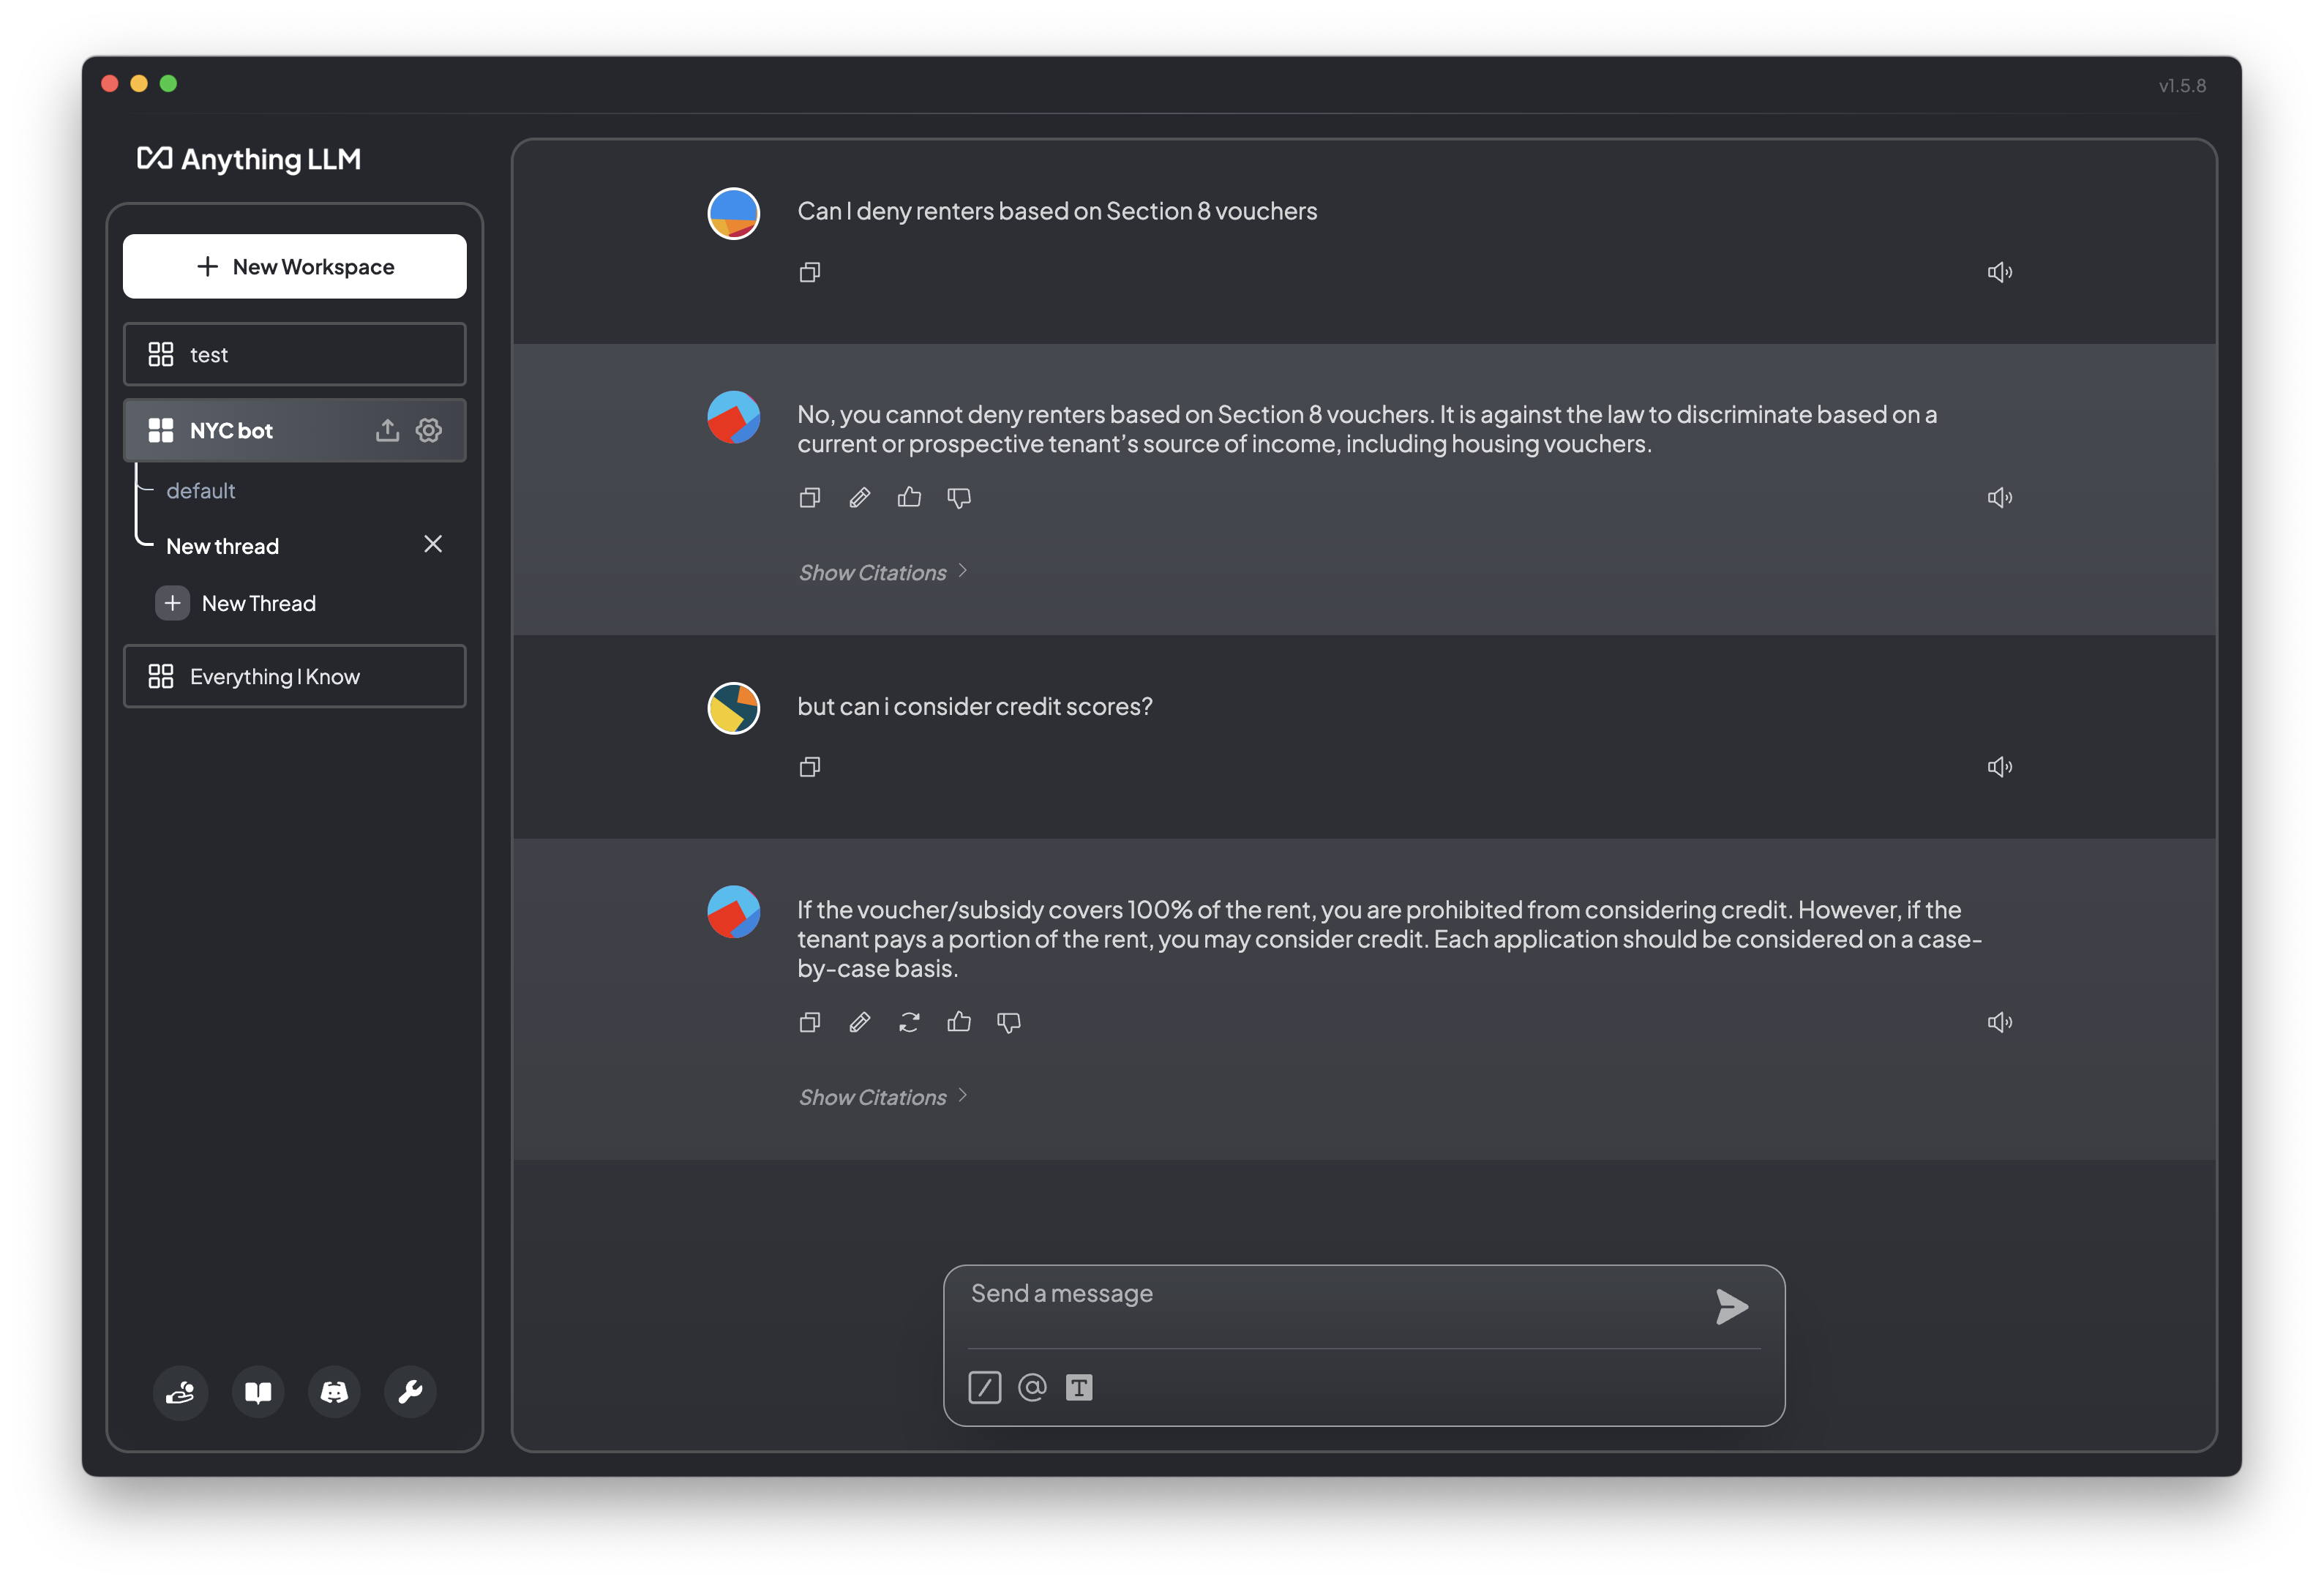 v1.5.8
Anything LLM
New Workspace
test
NYC bot
default
New thread
New Thread
Everything I Know
Can I deny renters based on Section 8 vouchers
No, you cannot deny renters based on Section 8 vouchers. It is against the law to discriminate based on a
current or prospective tenant’s source of income, including housing vouchers.
Show Citations
but can i consider credit scores?
If the voucher/subsidy covers 100% of the rent, you are prohibited from considering credit. However, if the
tenant pays a portion of the rent, you may consider credit. Each application should be considered on a case-
by-case basis.
Show Citations
Send a message